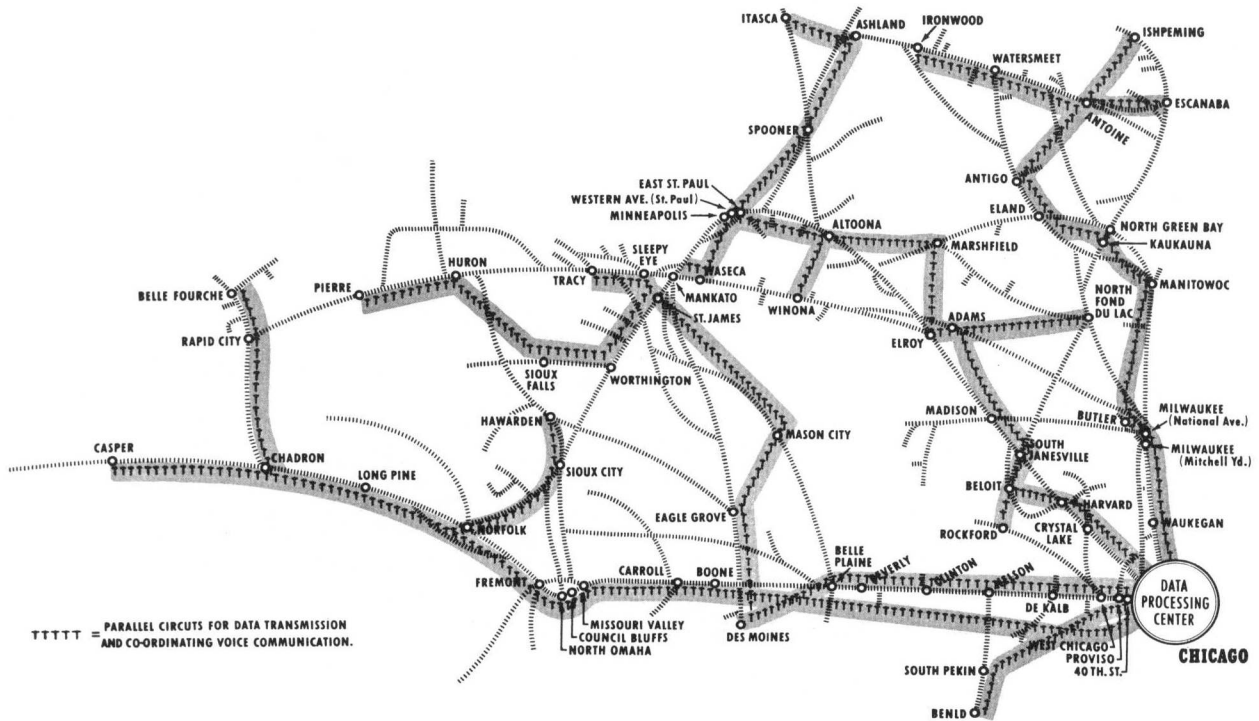 ITASCA
ASHLAND
IRONWOOD
ISHPEMING
WATERSMEET
ESCANABA
ANTOINE
SPOONER
ANTIGO
EAST ST. PAUL
WESTERN AVE. (St. Paul)
MINNEAPOLIS
ELAND
ALTOONA
NORTH GREEN BAY
KAUKAUNA
MARSHFIELD
SLEEPY
EYE
HURON
TRACY
WASECA
MANKATO
ST. JAMES
WINONA
BELLE FOURCHE
PIERRE
NORTH
FOND
DU LAC
MANITOWOC
ADAMS
ELROY
RAPID CITY
SIOUX
FALLS
WORTHINGTON
MADISON
BUTLER
MILWAUKEE
(National Ave.)
MILWAUKEE
(Mitchell Yd.)
HAWARDEN
MASON CITY
SOUTH
JANESVILLE
CASPER
CHADRON
LONG PINE
SIOUX CITY
BELOIT
HARVARD
EAGLE GROVE
NORFOLK
ROCKFORD
CRYSTAL
LAKE
WAUKEGAN
BELLE
PLAINE
BEVERLY
CLINTON
NELSON
FREMONT
CARROLL
BOONE
DE KALB
DATA
PROCESSING
CENTER
TTTTT = PARALLEL CIRCUTS FOR DATA TRANSMISSION
AND CO-ORDINATING VOICE COMMUNICATION.
MISSOURI VALLEY
COUNCIL BLUFFS
NORTH OMAHA
DES MOINES
WEST CHICAGO
PROVISO
40 TH. ST.
CHICAGO
SOUTH PEKIN
BENLD